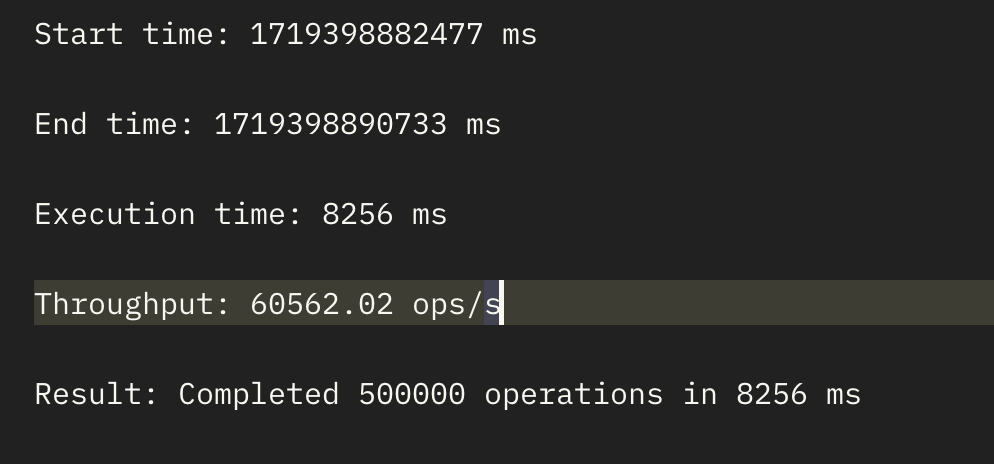 Start time: 1719398882477 ms
End time: 1719398890733 ms
Execution time: 8256 ms
Throughput: 60562.02 ops/s
Result: Completed 500000 operations in 8256 ms